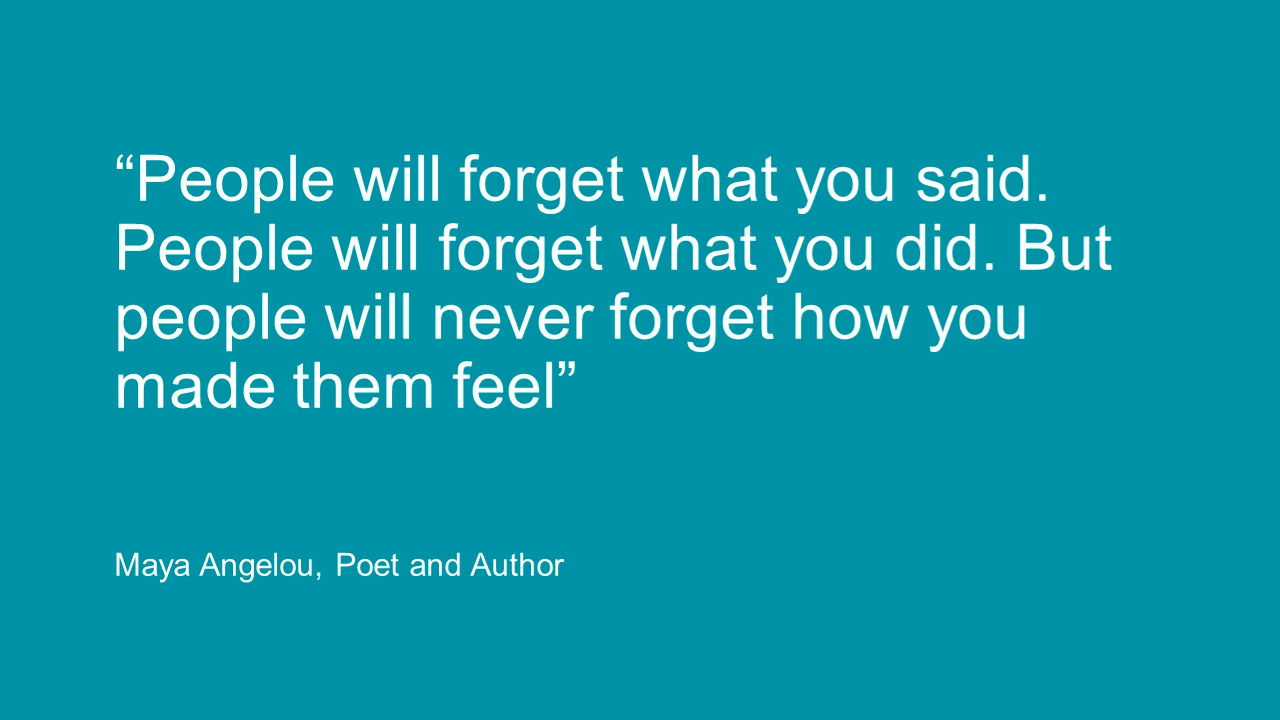 “People will forget what you said.
People will forget what you did. But
people will never forget how you
made them feel”
Maya Angelou, Poet and Author